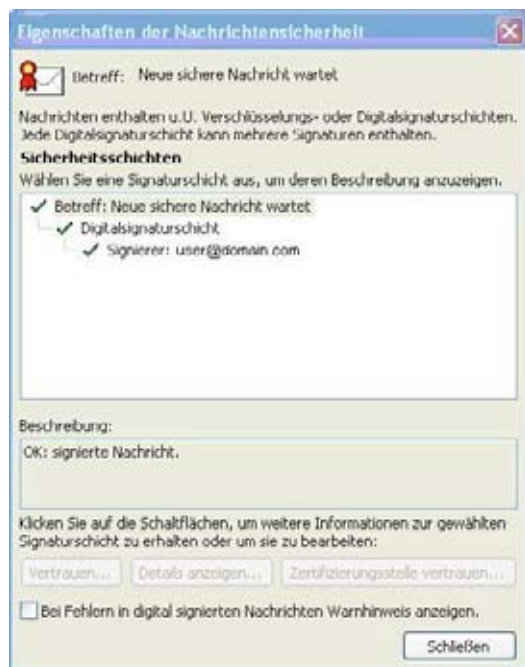 Eigenschaften der Nachrichtensicherheit
Betreff: Neue sichere Nachricht wartet
Nachrichten enthalten u.U. Verschlüsselungs- oder Digitalsignaturschichten.
Jede Digitalsignaturschicht kann mehrere Signaturen enthalten.
Sicherheitsschichten
Wählen Sie eine Signaturschicht aus, um deren Beschreibung anzuzeigen.
Betreff: Neue sichere Nachricht wartet
Digitalsignaturschicht
Signierer: user@domain.com
Beschreibung:
OK: signierte Nachricht.
Klicken Sie auf die Schaltflächen, um weitere Informationen zur gewählten
Signaturschicht zu erhalten oder um sie zu bearbeiten:
Vertrauen... Details anzeigen... Zertifizierungsstelle vertrauen...
Bei Fehlern in digital signierten Nachrichten Warnhinweis anzeigen.
Schließen